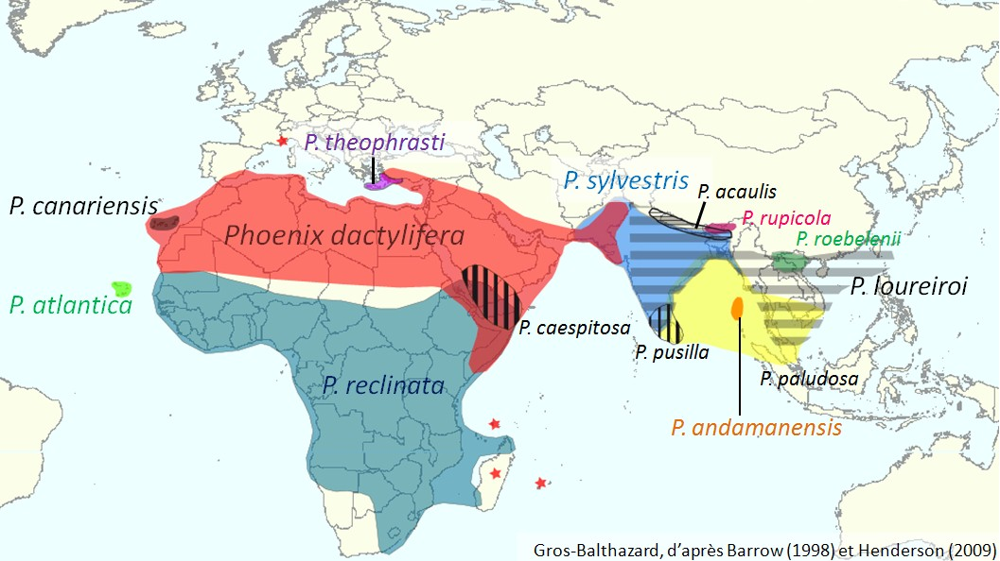 P. theophrasti
P. sylvestris
P. acaulis
P. canariensis
P. rupicola
Phoenix dactylifera
P. roebelenii
P. loureiroi
P. atlantica
P. caespitosa
P. pusilla
P. reclinata
P. paludosa
P. andamanensis
Gros-Balthazard, d’après Barrow (1998) et Henderson (2009)